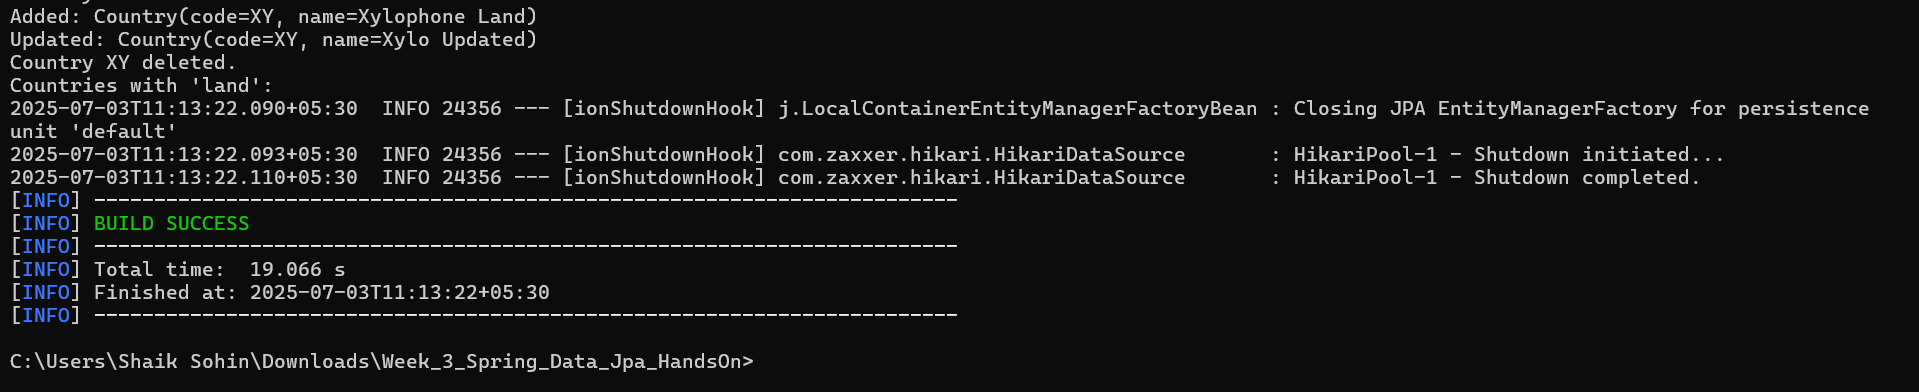 Added: Country(code=XY, name=Xylophone Land)
Updated: Country(code=XY, name=Xylo Updated)
Country XY deleted.
Countries with 'land':
2025-07-03T11:13:22.090+05:30  INFO 24356 --- [ionShutdownHook] j.LocalContainerEntityManagerFactoryBean : Closing JPA EntityManagerFactory for persistence
unit 'default'
2025-07-03T11:13:22.093+05:30  INFO 24356 --- [ionShutdownHook] com.zaxxer.hikari.HikariDataSource       : HikariPool-1 - Shutdown initiated...
2025-07-03T11:13:22.110+05:30  INFO 24356 --- [ionShutdownHook] com.zaxxer.hikari.HikariDataSource       : HikariPool-1 - Shutdown completed.
[INFO] ------------------------------------------------------------------------
[INFO] BUILD SUCCESS
[INFO] ------------------------------------------------------------------------
[INFO] Total time:  19.066 s
[INFO] Finished at: 2025-07-03T11:13:22+05:30
[INFO] ------------------------------------------------------------------------
C:\Users\Shaik Sohin\Downloads\Week_3_Spring_Data_Jpa_HandsOn>